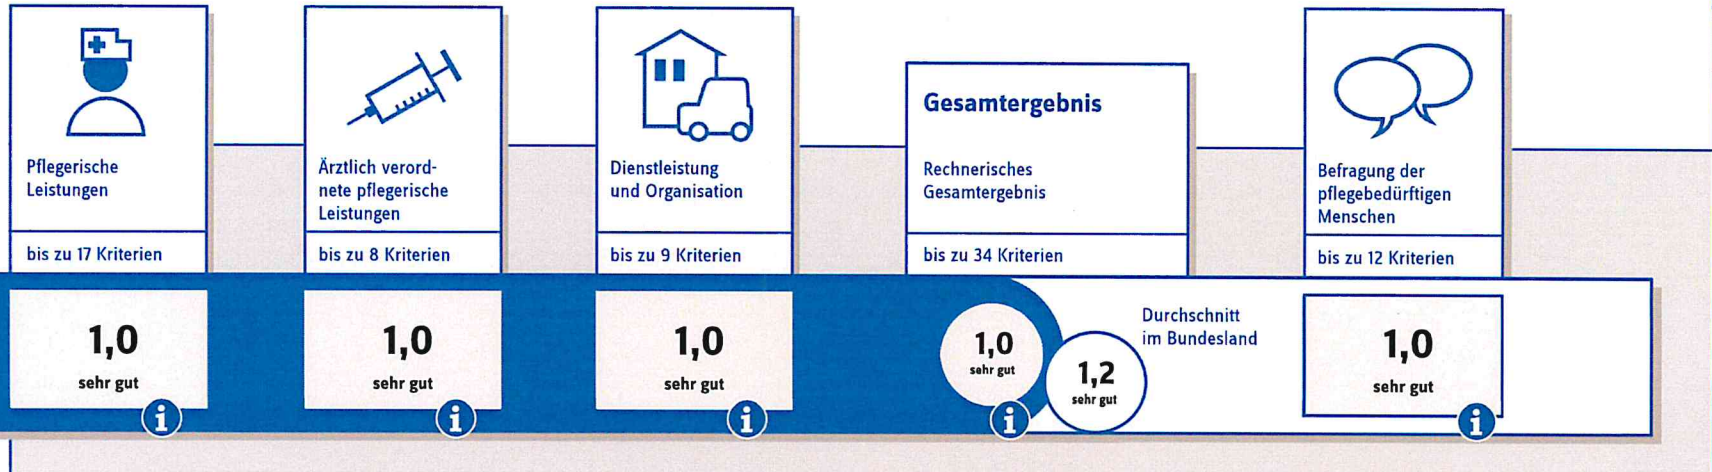 Pflegerische
Leistungen
bis zu 17 Kriterien
1,0
sehr gut
i
Ärztlich verord-
nete pflegerische
Leistungen
bis zu 8 Kriterien
1,0
sehr gut
i
Dienstleistung
und Organisation
bis zu 9 Kriterien
1,0
sehr gut
i
Gesamtergebnis
Rechnerisches
Gesamtergebnis
bis zu 34 Kriterien
1,0
sehr gut
i
1,2
sehr gut
Durchschnitt
im Bundesland
Befragung der
pflegebedürftigen
Menschen
bis zu 12 Kriterien
1,0
sehr gut
i